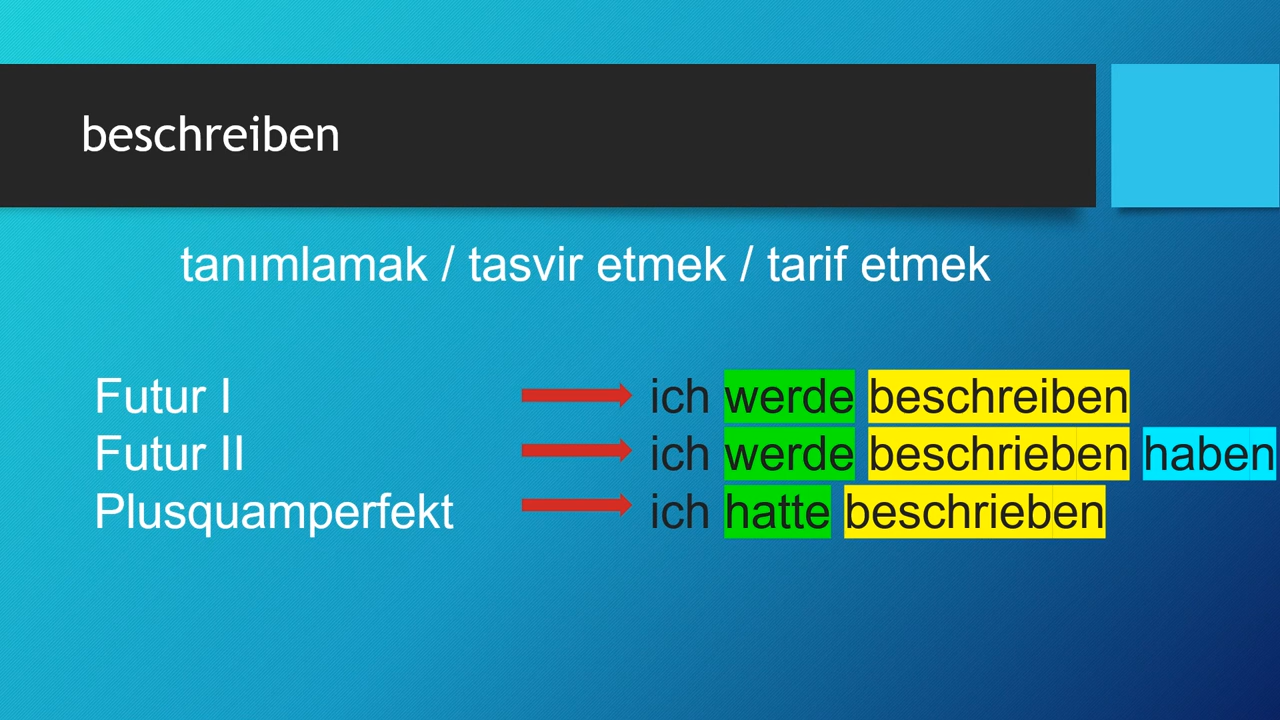 beschreiben
tanımlamak / tasvir etmek / tarif etmek
Futur I ich werde beschreiben
Futur II ich werde beschrieben haben
Plusquamperfekt ich hatte beschrieben